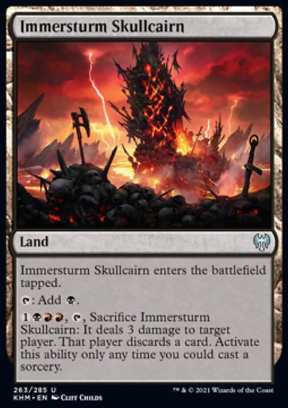 Immersturm Skullcairn
Land
Immersturm Skullcairn enters the battlefield
tapped.
: Add .
1, , Sacrifice Immersturm
Skullcairn: It deals 3 damage to target
player. That player discards a card. Activate
this ability only any time you could cast a
sorcery.
263/285 U
KHM • EN Cliff Childs
™ & © 2021 Wizards of the Coast